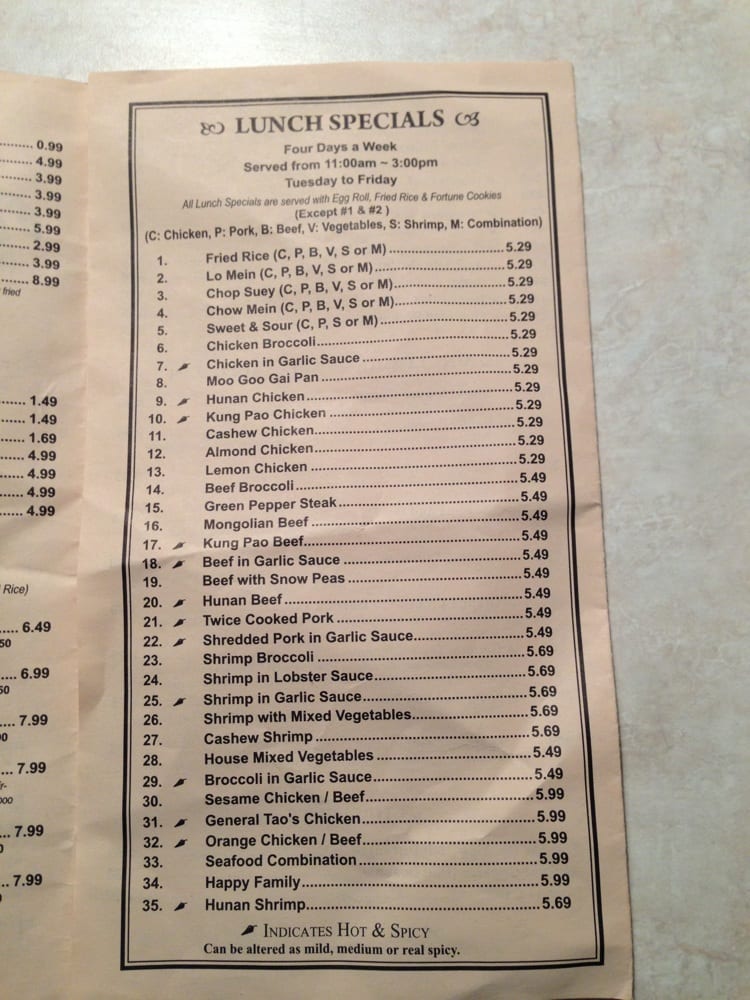 0.99
4.99
3.99
3.99
3.99
5.99
2.99
3.99
8.99
fried
1.49
1.49
1.69
4.99
4.99
4.99
4.99
Rice)
6.49
50
6.99
50
7.99
7.99
7.99
7.99
LUNCH SPECIALS
Four Days a Week
Served from 11:00am ~ 3:00pm
Tuesday to Friday
All Lunch Specials are served with Egg Roll, Fried Rice & Fortune Cookies
(Except #1 & #2 )
(C: Chicken, P: Pork, B: Beef, V: Vegetables, S: Shrimp, M: Combination)
1. Fried Rice (C, P, B, V, S or M) 5.29
2. Lo Mein (C, P, B, V, S or M) 5.29
3. Chop Suey (C, P, B, V, S or M) 5.29
4. Chow Mein (C, P, B, V, S or M) 5.29
5. Sweet & Sour (C, P, S or M) 5.29
6. Chicken Broccoli 5.29
7. Chicken in Garlic Sauce 5.29
8. Moo Goo Gai Pan 5.29
9. Hunan Chicken 5.29
10. Kung Pao Chicken 5.29
11. Cashew Chicken 5.29
12. Almond Chicken 5.29
13. Lemon Chicken 5.29
14. Beef Broccoli 5.49
15. Green Pepper Steak 5.49
16. Mongolian Beef 5.49
17. Kung Pao Beef 5.49
18. Beef in Garlic Sauce 5.49
19. Beef with Snow Peas 5.49
20. Hunan Beef 5.49
21. Twice Cooked Pork 5.49
22. Shredded Pork in Garlic Sauce 5.49
23. Shrimp Broccoli 5.69
24. Shrimp in Lobster Sauce 5.69
25. Shrimp in Garlic Sauce 5.69
26. Shrimp with Mixed Vegetables 5.69
27. Cashew Shrimp 5.69
28. House Mixed Vegetables 5.49
29. Broccoli in Garlic Sauce 5.49
30. Sesame Chicken / Beef 5.99
31. General Tao's Chicken 5.99
32. Orange Chicken / Beef 5.99
33. Seafood Combination 5.99
34. Happy Family 5.99
35. Hunan Shrimp 5.69
INDICATES HOT & SPICY
Can be altered as mild, medium or real spicy.